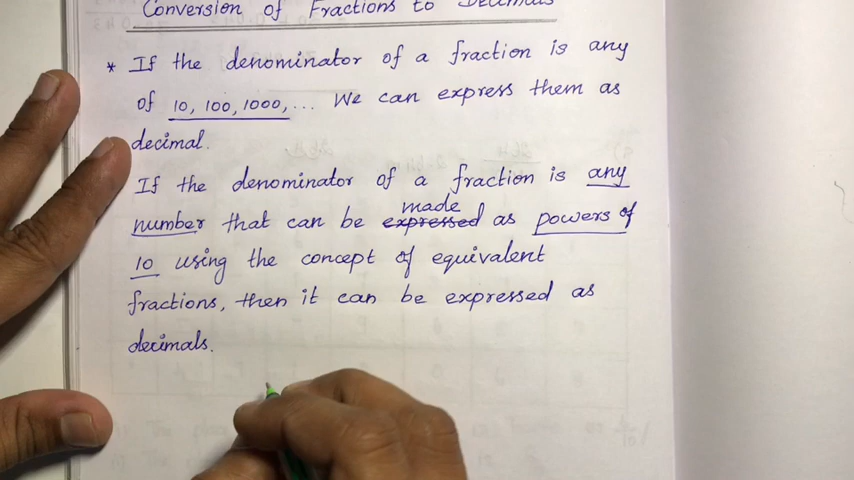 Conversion of Fractions to Decimals
* If the denominator of a fraction is any
of 10, 100, 1000, ... We can express them as
decimal.
If the denominator of a fraction is any
made
number that can be expressed as powers of
10 using the concept of equivalent
fractions, then it can be expressed as
decimals.